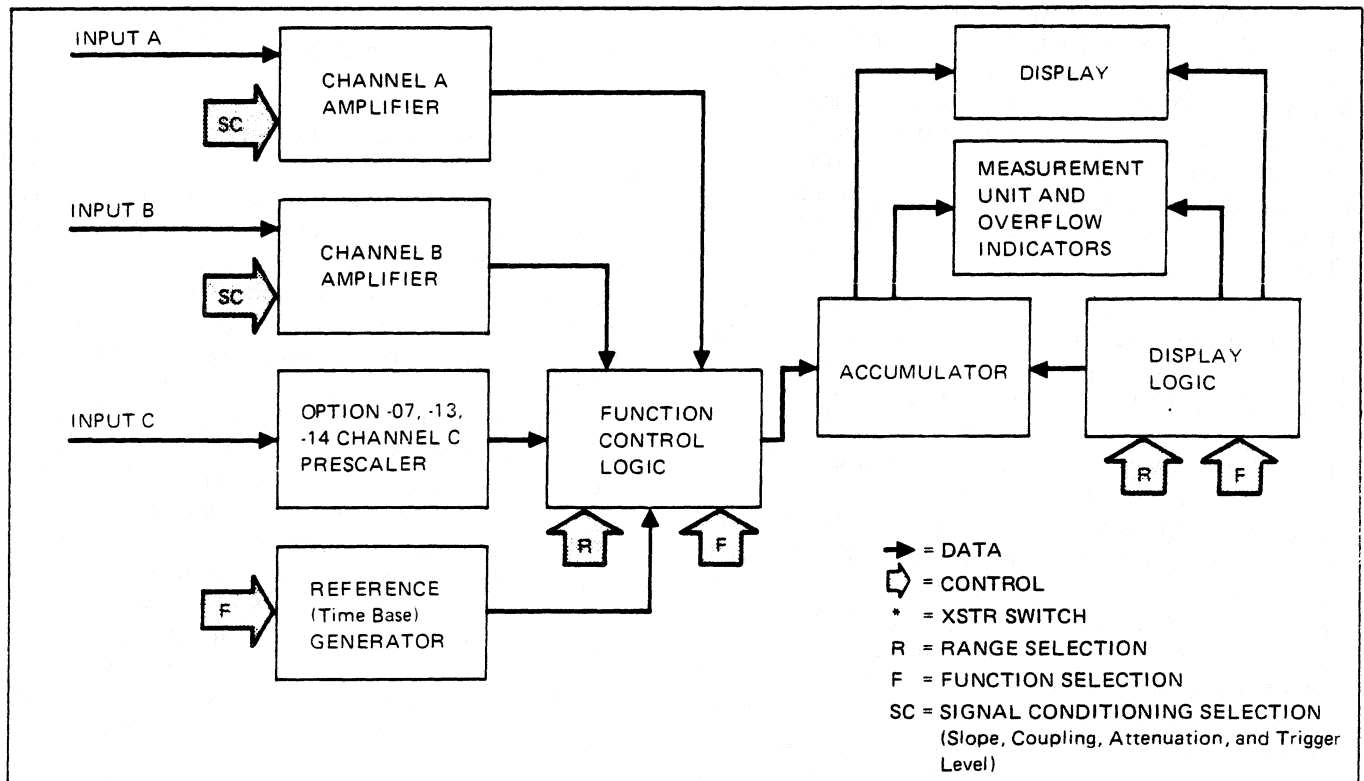 INPUT A
CHANNEL A
AMPLIFIER
SC
INPUT B
CHANNEL B
AMPLIFIER
SC
INPUT C
OPTION -07, -13,
-14 CHANNEL C
PRESCALER
F
REFERENCE
(Time Base)
GENERATOR
FUNCTION
CONTROL
LOGIC
R
F
DISPLAY
MEASUREMENT
UNIT AND
OVERFLOW
INDICATORS
ACCUMULATOR
DISPLAY
LOGIC
R
F
= DATA
= CONTROL
* = XSTR SWITCH
R = RANGE SELECTION
F = FUNCTION SELECTION
SC = SIGNAL CONDITIONING SELECTION
(Slope, Coupling, Attenuation, and Trigger
Level)